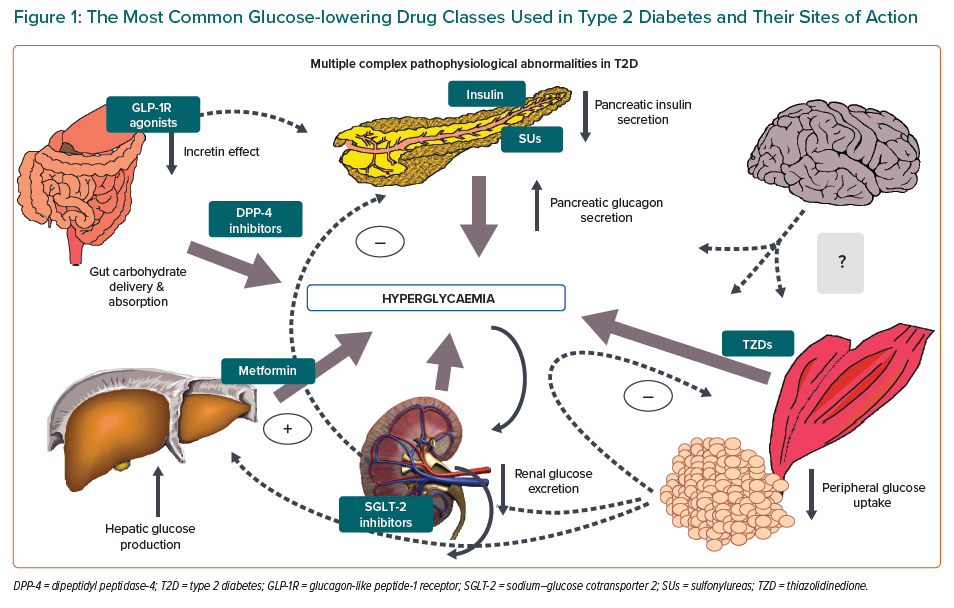 Figure 1: The Most Common Glucose-lowering Drug Classes Used in Type 2 Diabetes and Their Sites of Action
Multiple complex pathophysiological abnormalities in T2D
GLP-1R
agonists
Incretin effect
Insulin
SUs
Pancreatic insulin
secretion
Pancreatic glucagon
secretion
DPP-4
inhibitors
–
?
Gut carbohydrate
delivery &
absorption
HYPERGLYCAEMIA
TZDs
Metformin
–
+
Renal glucose
excretion
SGLT-2
inhibitors
Peripheral glucose
uptake
Hepatic glucose
production
DPP-4 = dipeptidyl peptidase-4; T2D = type 2 diabetes; GLP-1R = glucagon-like peptide-1 receptor; SGLT-2 = sodium–glucose cotransporter 2; SUs = sulfonylureas; TZD = thiazolidinedione.